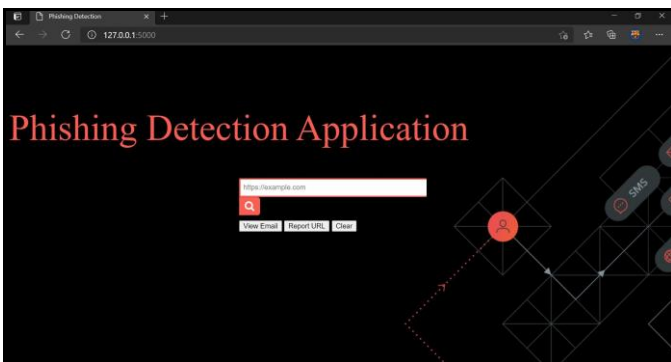 Phishing Detection
127.0.0.1:5000
Phishing Detection Application
https://example.com
View Email Report URL Clear
SMS